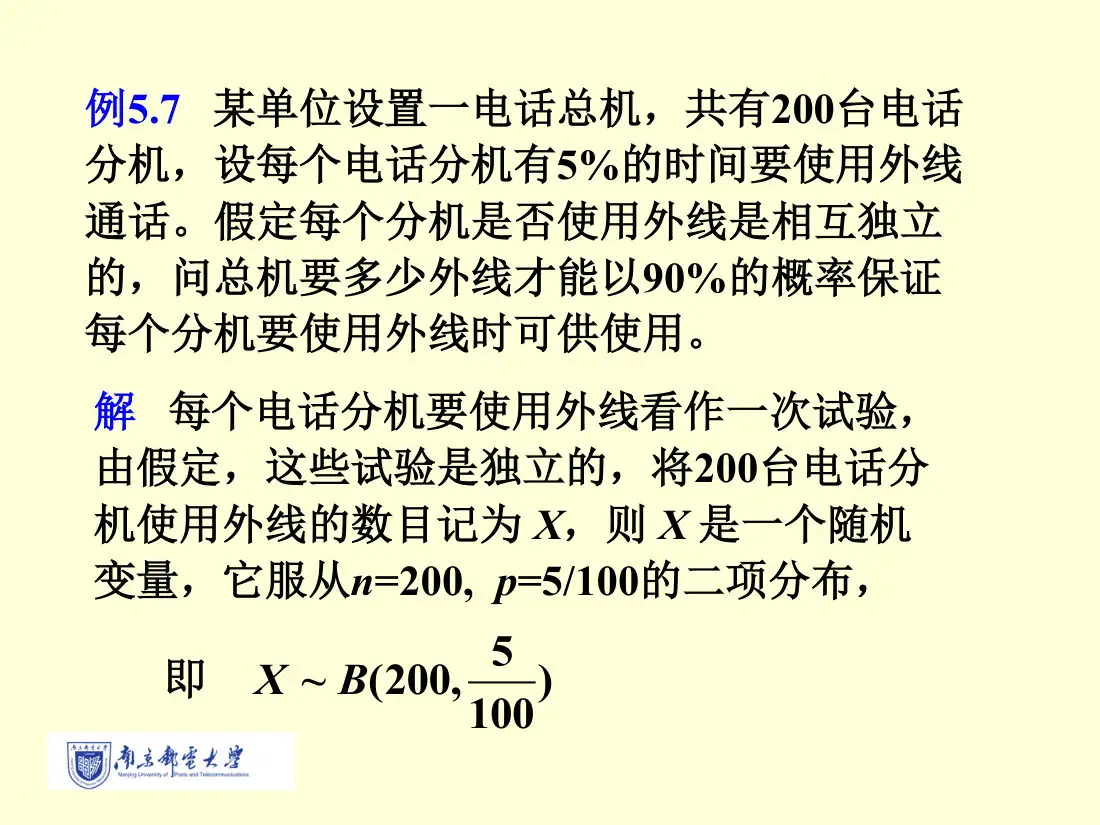 例5.7 某单位设置一电话总机，共有200台电话
分机，设每个电话分机有5%的时间要使用外线
通话。假定每个分机是否使用外线是相互独立
的，问总机要多少外线才能以90%的概率保证
每个分机要使用外线时可供使用。
解 每个电话分机要使用外线看作一次试验，
由假定，这些试验是独立的，将200台电话分
机使用外线的数目记为 X，则 X 是一个随机
变量，它服从n=200, p=5/100的二项分布，
即 X ~ B(200, 5/100)
南京邮电大学
Nanjing University of Posts and Telecommunications